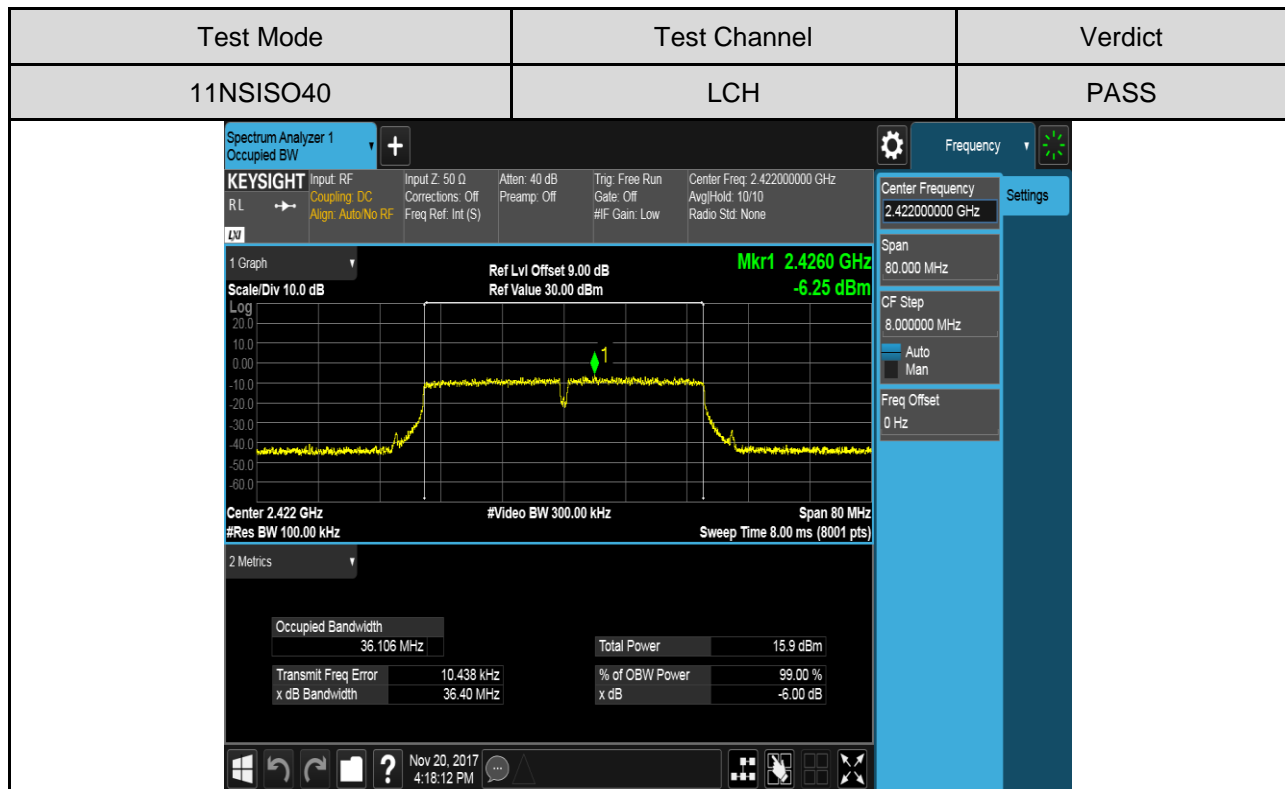 Test Mode Test Channel Verdict
11NSISO40 LCH PASS
Spectrum Analyzer 1
Occupied BW
+
Frequency
KEYSIGHT
RL
LXI
Input: RF
Coupling: DC
Align: Auto/No RF
Input Z: 50 Ω
Corrections: Off
Freq Ref: Int (S)
Atten: 40 dB
Preamp: Off
Trig: Free Run
Gate: Off
#IF Gain: Low
Center Freq: 2.422000000 GHz
Avg|Hold: 10/10
Radio Std: None
Center Frequency
2.422000000 GHz
Settings
Span
80.000 MHz
CF Step
8.000000 MHz
Auto
Man
Freq Offset
0 Hz
1 Graph
Scale/Div 10.0 dB
Ref Lvl Offset 9.00 dB
Ref Value 30.00 dBm
Mkr1 2.4260 GHz
-6.25 dBm
Log
20.0
10.0
0.00
-10.0
-20.0
-30.0
-40.0
-50.0
-60.0
1
Center 2.422 GHz #Video BW 300.00 kHz Span 80 MHz
#Res BW 100.00 kHz Sweep Time 8.00 ms (8001 pts)
2 Metrics
Occupied Bandwidth
36.106 MHz
Total Power 15.9 dBm
Transmit Freq Error 10.438 kHz % of OBW Power 99.00 %
x dB Bandwidth 36.40 MHz x dB -6.00 dB
?
Nov 20, 2017
4:18:12 PM